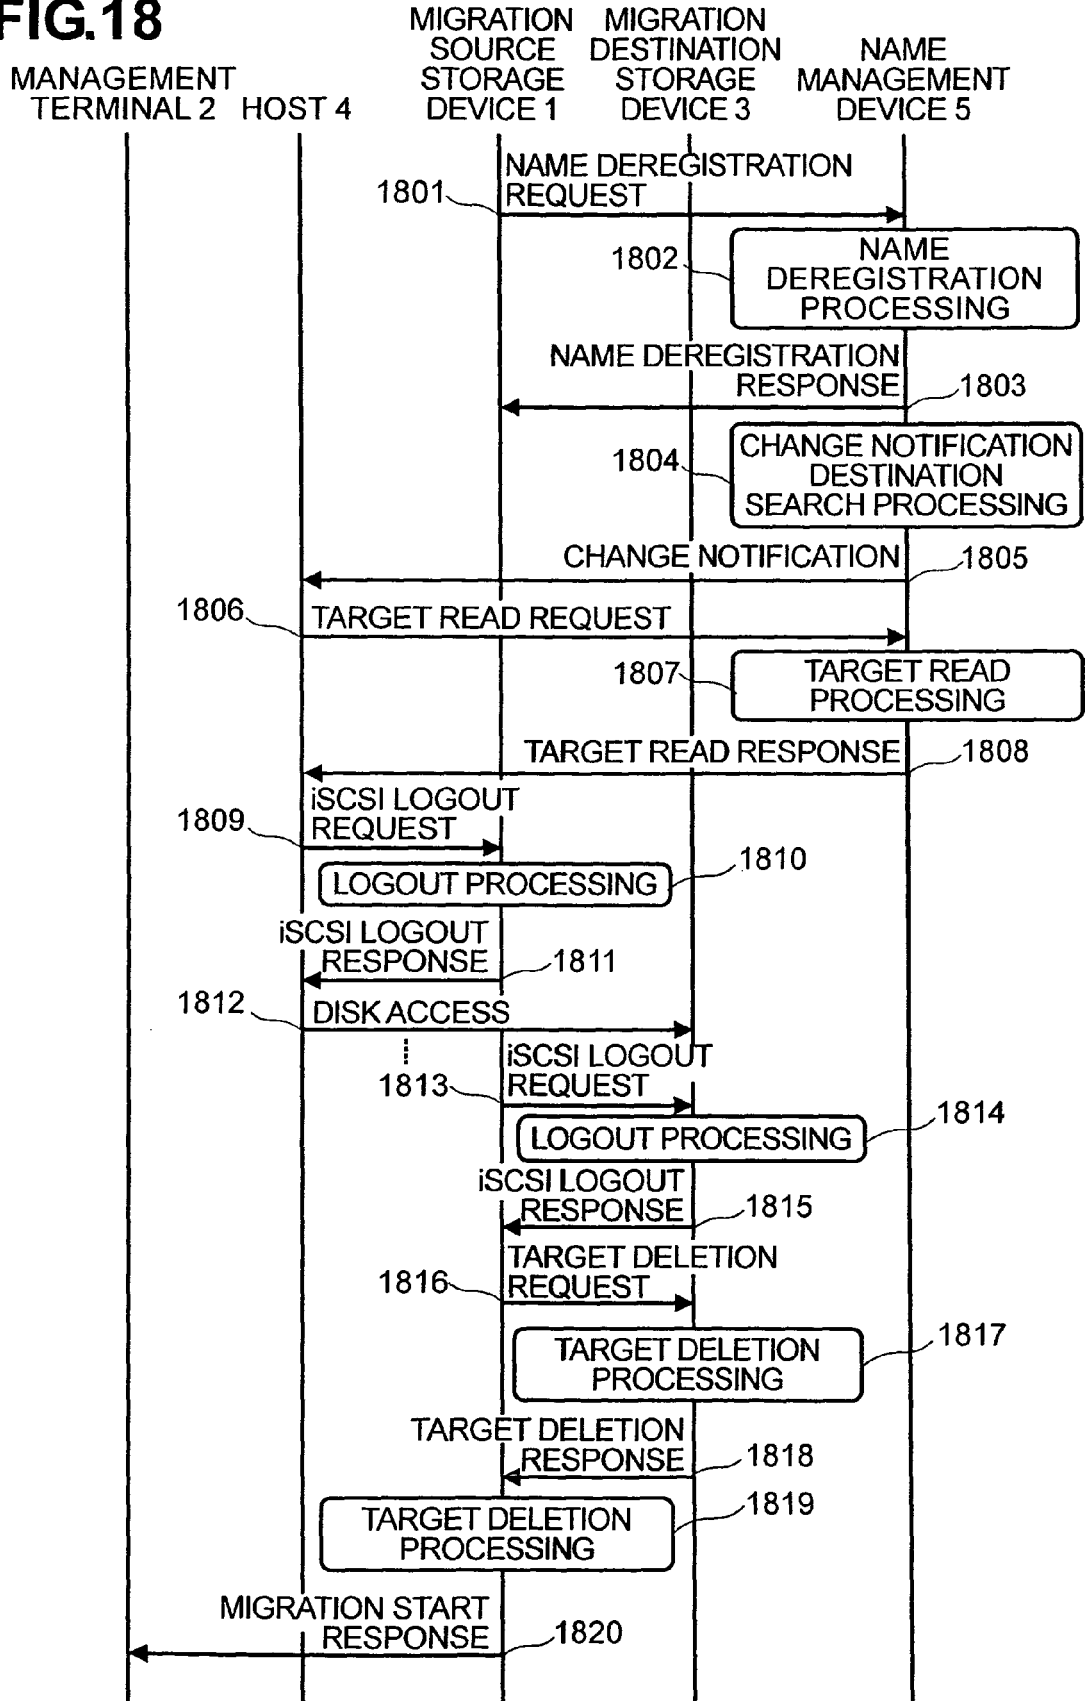 FIG.18
MANAGEMENT
TERMINAL 2
HOST 4
MIGRATION
SOURCE
STORAGE
DEVICE 1
MIGRATION
DESTINATION
STORAGE
DEVICE 3
NAME
MANAGEMENT
DEVICE 5
NAME DEREGISTRATION
REQUEST
1801
1802
NAME
DEREGISTRATION
PROCESSING
NAME DEREGISTRATION
RESPONSE
1803
1804
CHANGE NOTIFICATION
DESTINATION
SEARCH PROCESSING
CHANGE NOTIFICATION
1805
1806
TARGET READ REQUEST
1807
TARGET READ
PROCESSING
TARGET READ RESPONSE
1808
iSCSI LOGOUT
REQUEST
1809
1810
LOGOUT PROCESSING
iSCSI LOGOUT
RESPONSE
1811
1812
DISK ACCESS
iSCSI LOGOUT
REQUEST
1813
1814
LOGOUT PROCESSING
iSCSI LOGOUT
RESPONSE
1815
TARGET DELETION
REQUEST
1816
1817
TARGET DELETION
PROCESSING
TARGET DELETION
RESPONSE
1818
1819
TARGET DELETION
PROCESSING
MIGRATION START
RESPONSE
1820